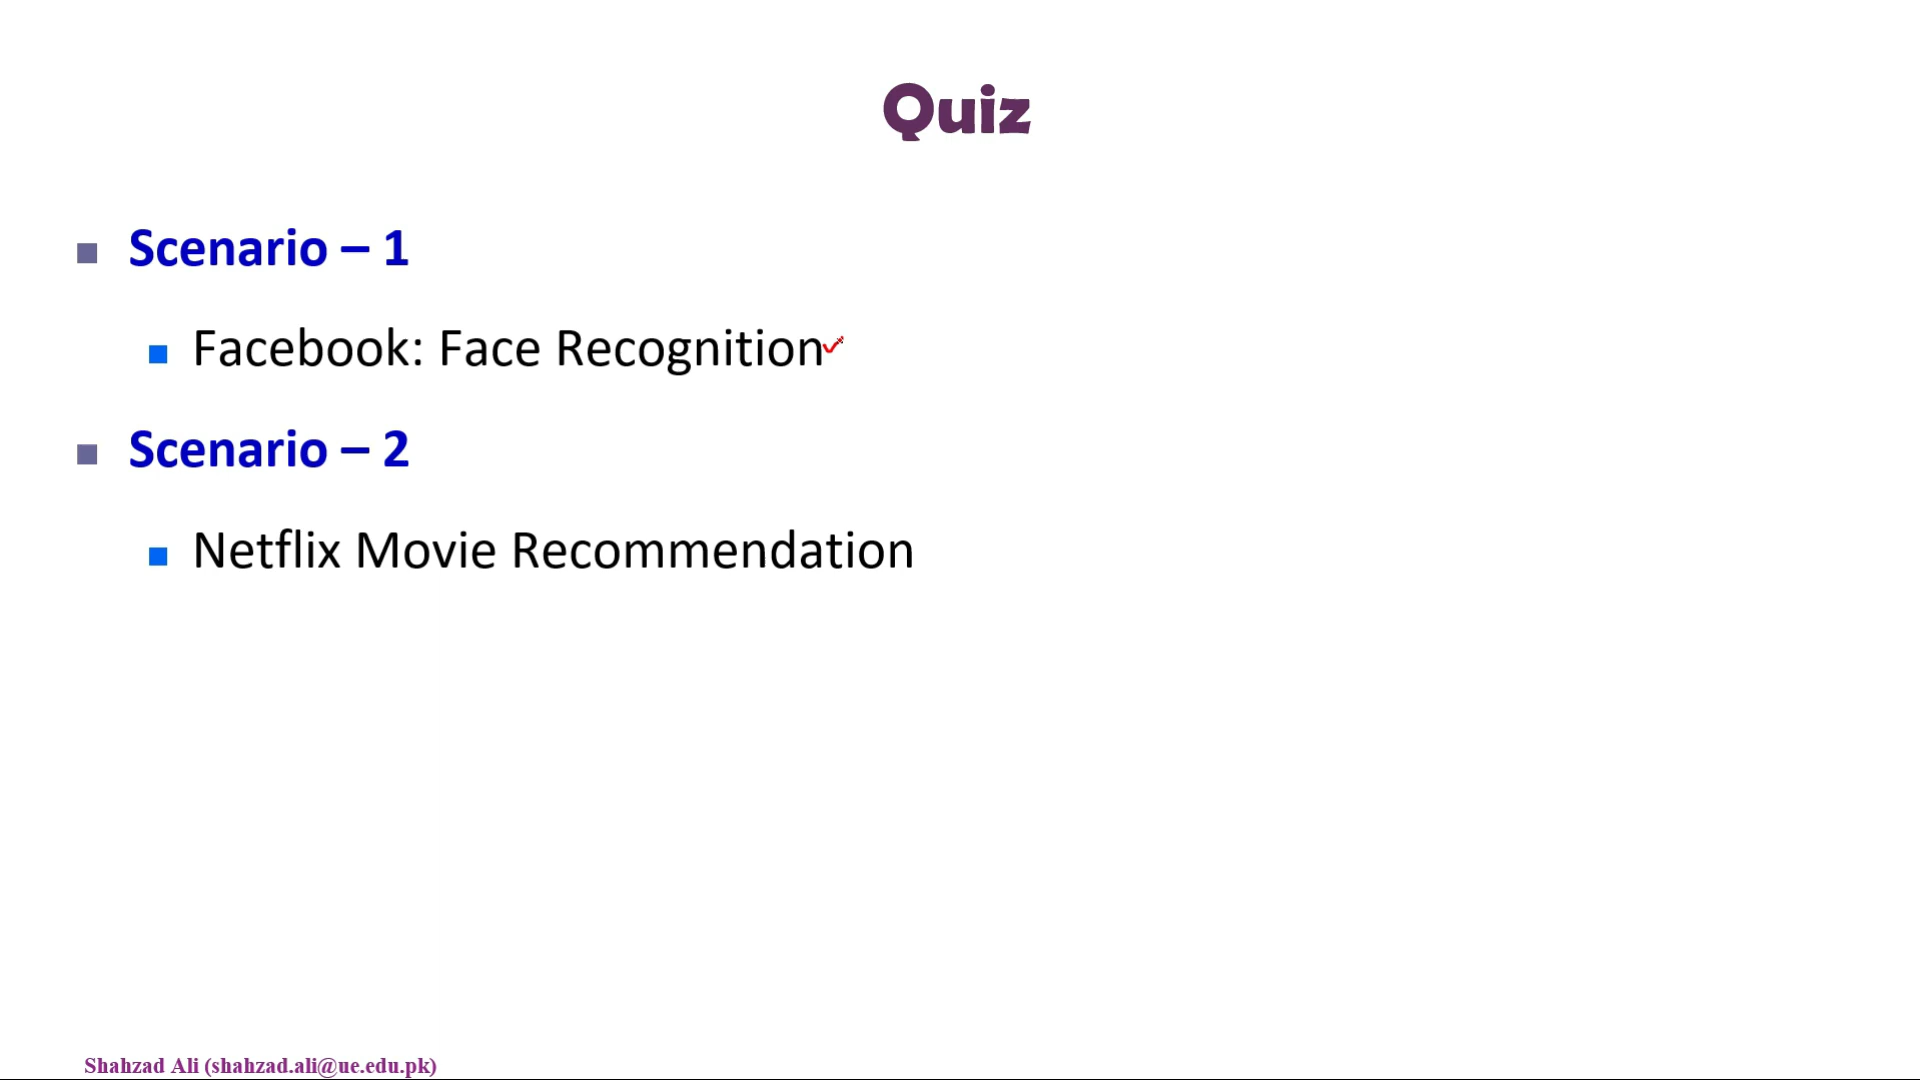 Quiz
Scenario – 1
Facebook: Face Recognition
Scenario – 2
Netflix Movie Recommendation
Shahzad Ali (shahzad.ali@ue.edu.pk)